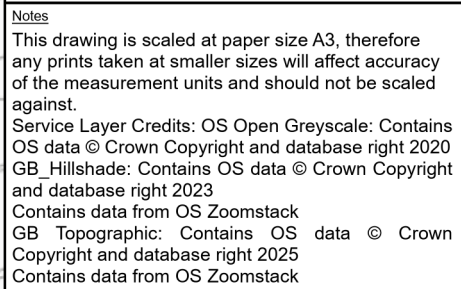 Notes
This drawing is scaled at paper size A3, therefore
any prints taken at smaller sizes will affect accuracy
of the measurement units and should not be scaled
against.
Service Layer Credits: OS Open Greyscale: Contains
OS data © Crown Copyright and database right 2020
GB_Hillshade: Contains OS data © Crown Copyright
and database right 2023
Contains data from OS Zoomstack
GB Topographic: Contains OS data © Crown
Copyright and database right 2025
Contains data from OS Zoomstack